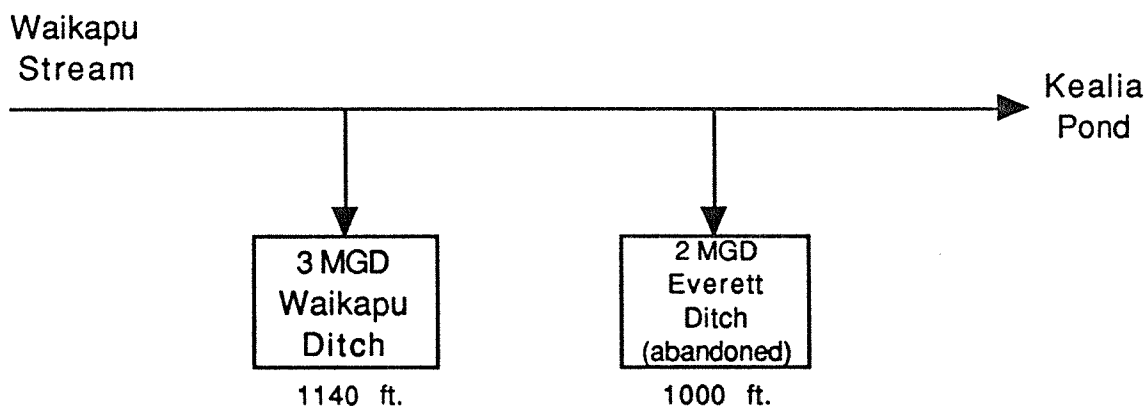 Waikapu
Stream
Kealia
Pond
3 MGD
Waikapu
Ditch
1140 ft.
2 MGD
Everett
Ditch
(abandoned)
1000 ft.